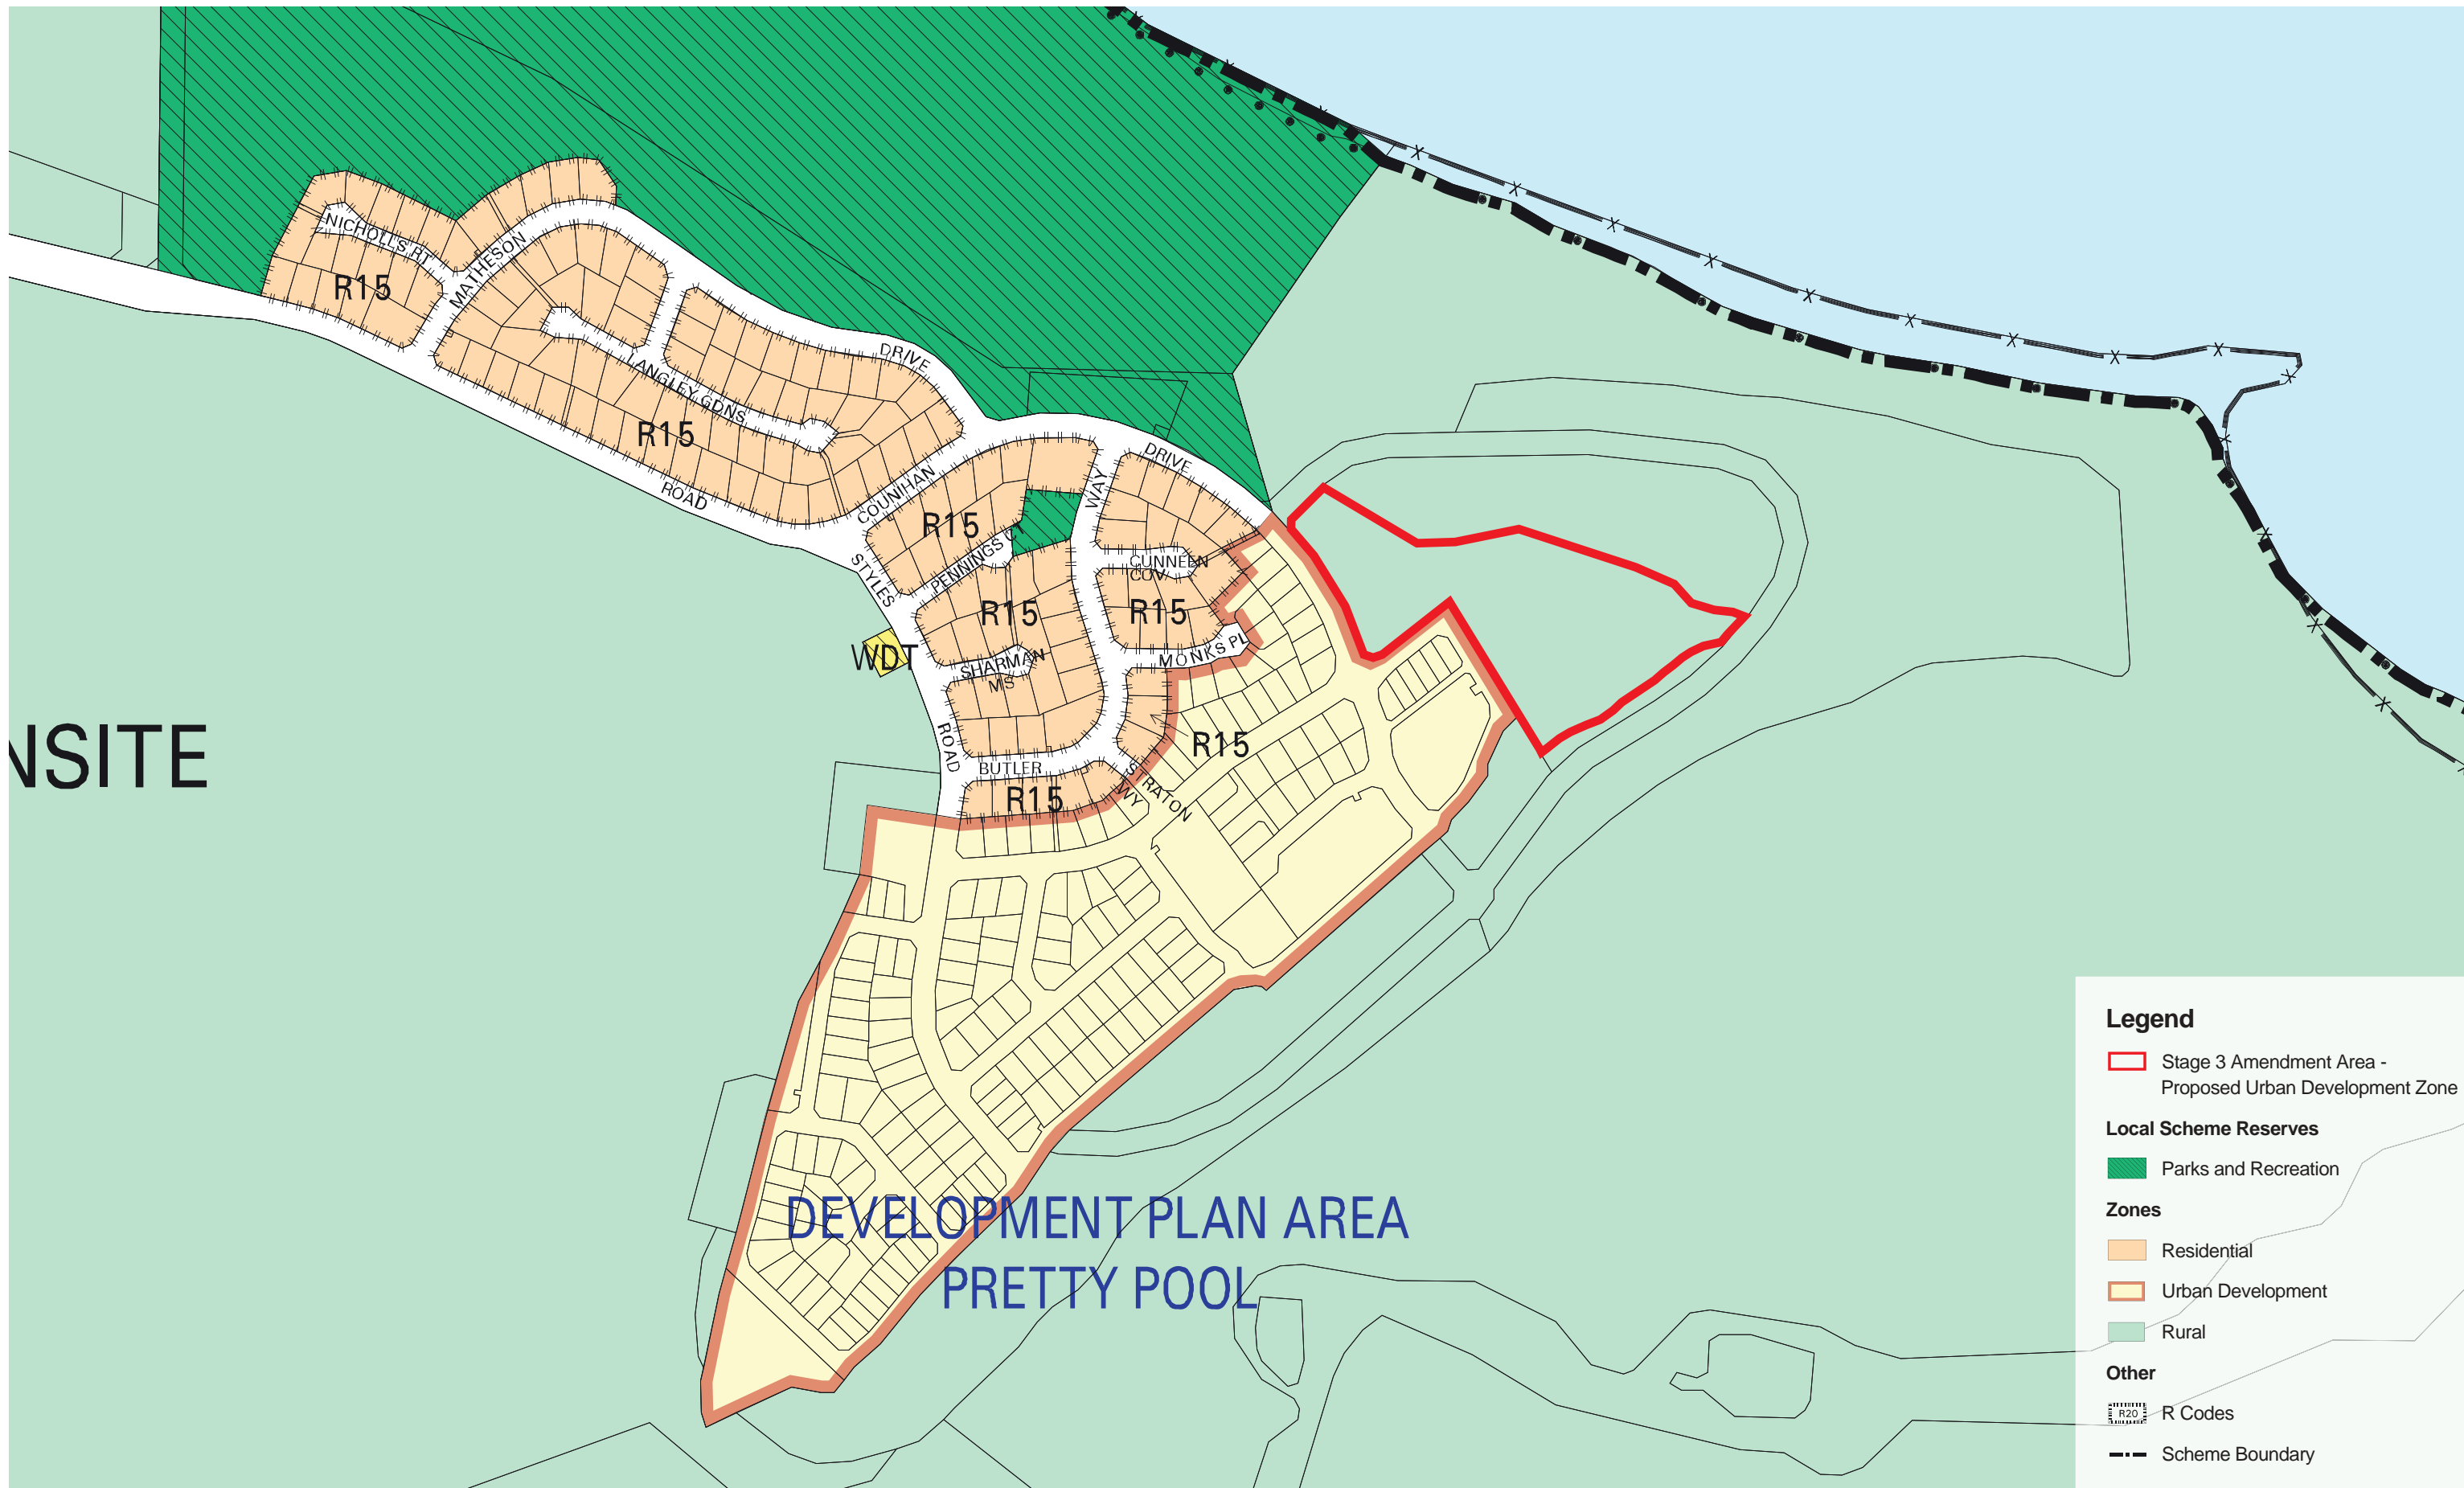 NICHOLLS RT
MATHESON
R15
DRIVE
LANGLEY GDNS
R15
ROAD
COUNIHAN
DRIVE
WAY
R15
PENNINGS CT
STYLES
CUNNEEN
COV
R15
R15
WDT
SHARMAN
MS
MONKS PL
NSITE
ROAD
R15
BUTLER
R15
STRATON
WY
DEVELOPMENT PLAN AREA
PRETTY POOL
Legend
Stage 3 Amendment Area -
Proposed Urban Development Zone
Local Scheme Reserves
Parks and Recreation
Zones
Residential
Urban Development
Rural
Other
R20 R Codes
Scheme Boundary